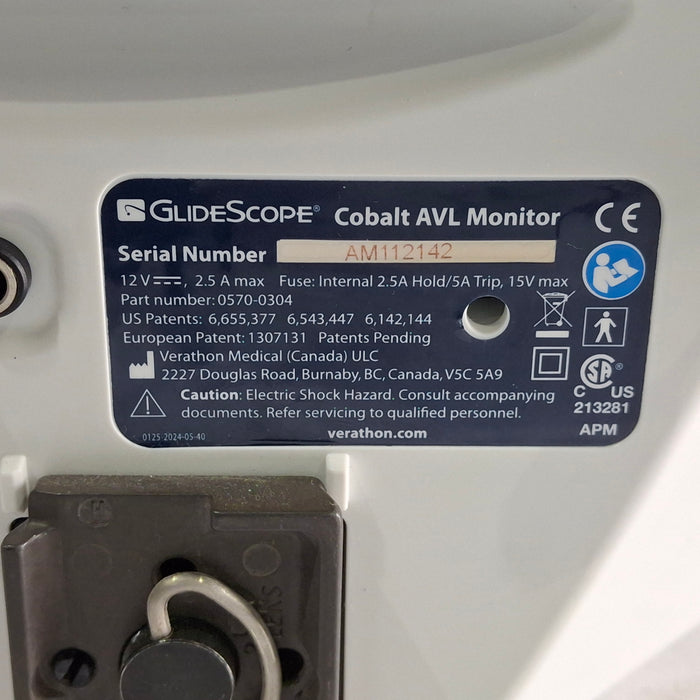 GLIDESCOPE® Cobalt AVL Monitor
Serial Number AM112142
12 V⎓, 2.5 A max Fuse: Internal 2.5A Hold/5A Trip, 15V max
Part number: 0570-0304
US Patents: 6,655,377 6,543,447 6,142,144
European Patent: 1307131 Patents Pending
Verathon Medical (Canada) ULC
2227 Douglas Road, Burnaby, BC, Canada, V5C 5A9
Caution: Electric Shock Hazard. Consult accompanying
documents. Refer servicing to qualified personnel.
0125-2024-05-40
verathon.com
CE
SA®
C US
213281
APM